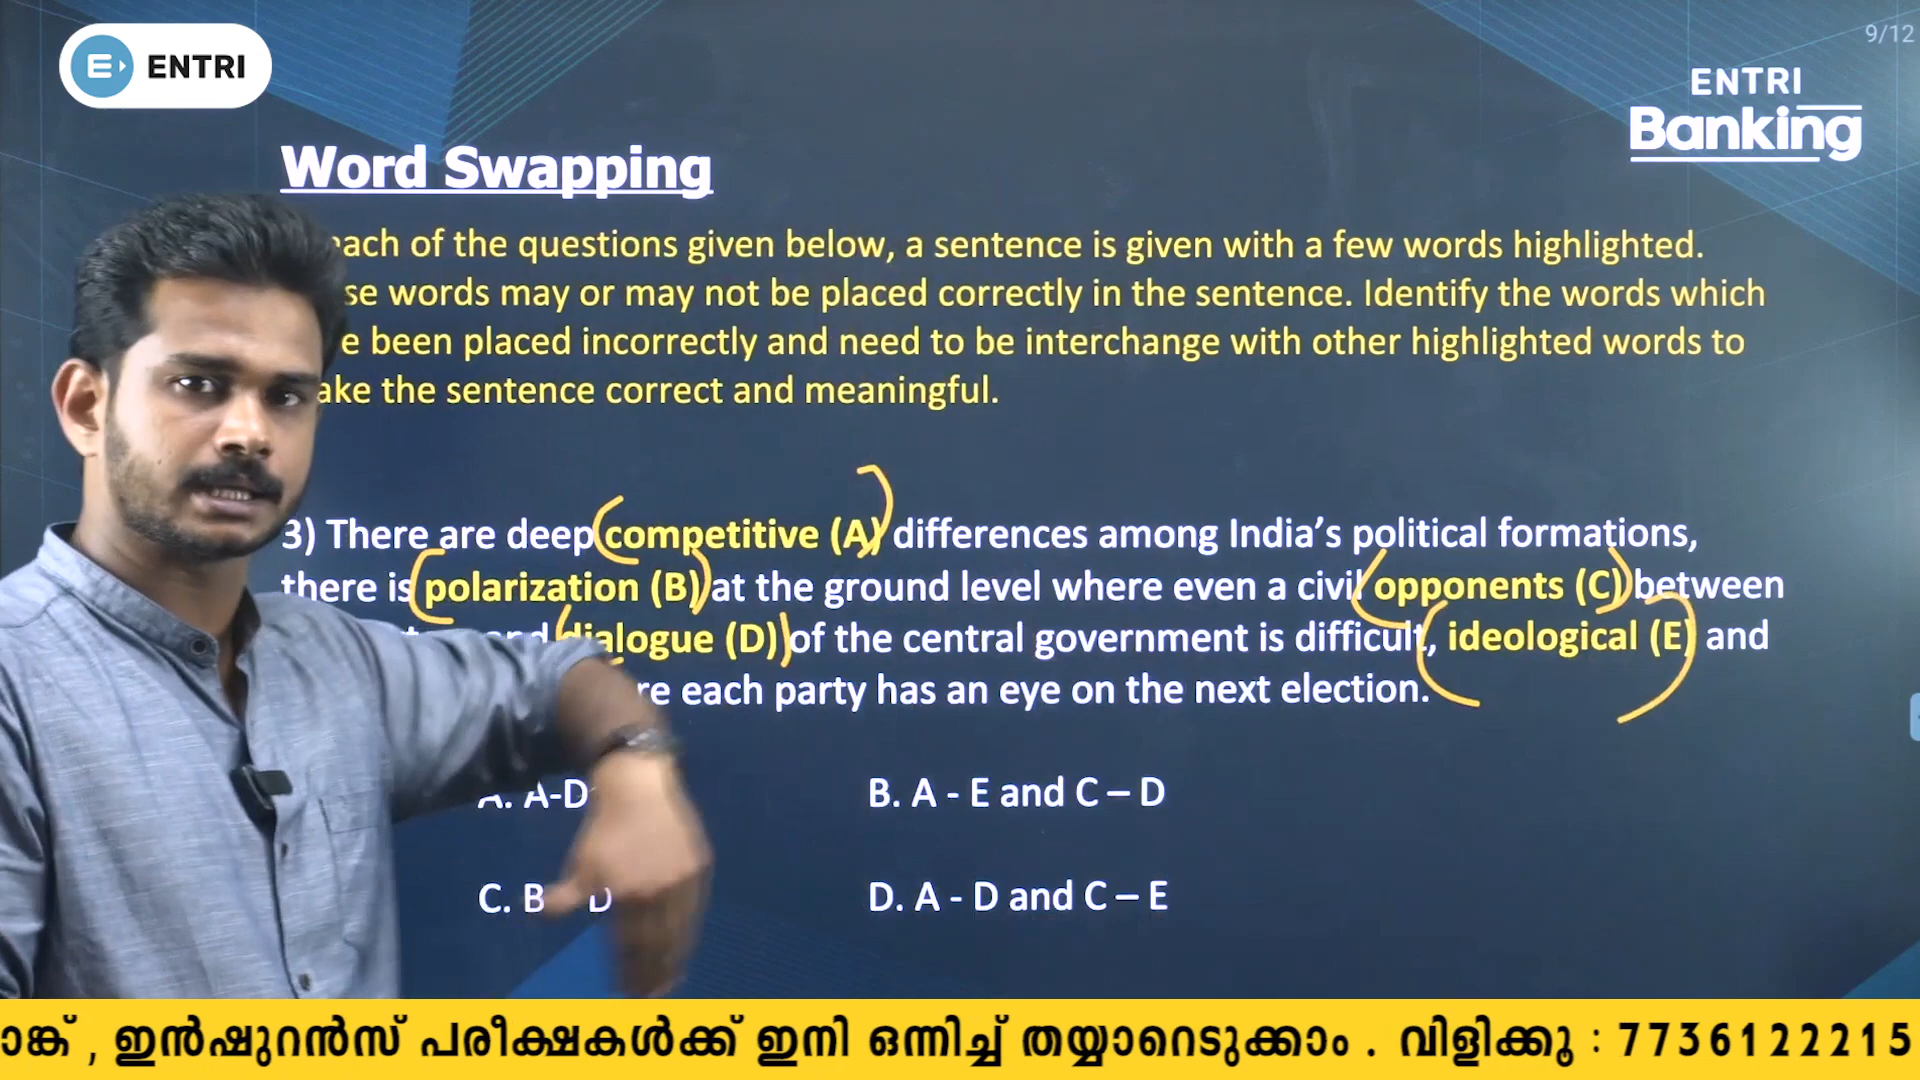 9/12
ENTRI
ENTRI
Banking
Word Swapping
each of the questions given below, a sentence is given with a few words highlighted.
words may or may not be placed correctly in the sentence. Identify the words which
been placed incorrectly and need to be interchange with other highlighted words to
the sentence correct and meaningful.
3) There are deep competitive (A) differences among India's political formations,
there is polarization (B) at the ground level where even a civil opponents (C) between
dialogue (D) of the central government is difficult, ideological (E) and
each party has an eye on the next election.
A. A-D
B. A - E and C – D
C. B D
D. A - D and C – E
, ഇൻഷുറൻസ് പരീക്ഷകൾക്ക് ഇനി ഒന്നിച്ച് തയ്യാറെടുക്കാം . വിളിക്കൂ : 7736122215